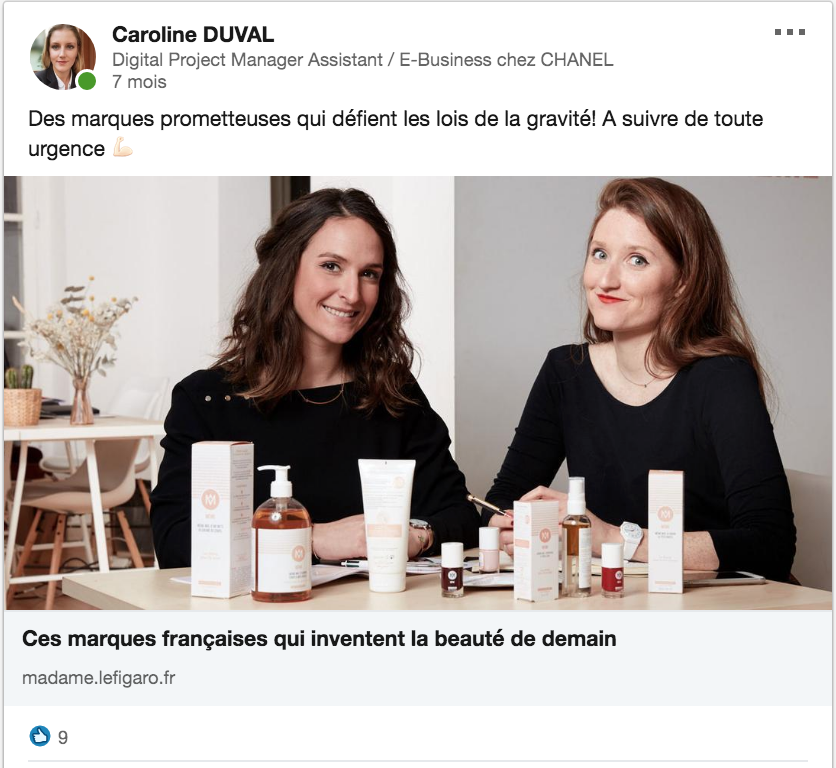 Caroline DUVAL
Digital Project Manager Assistant / E-Business chez CHANEL
7 mois
Des marques prometteuses qui défient les lois de la gravité! A suivre de toute
urgence 💪🏻
Ces marques françaises qui inventent la beauté de demain
madame.lefigaro.fr
9